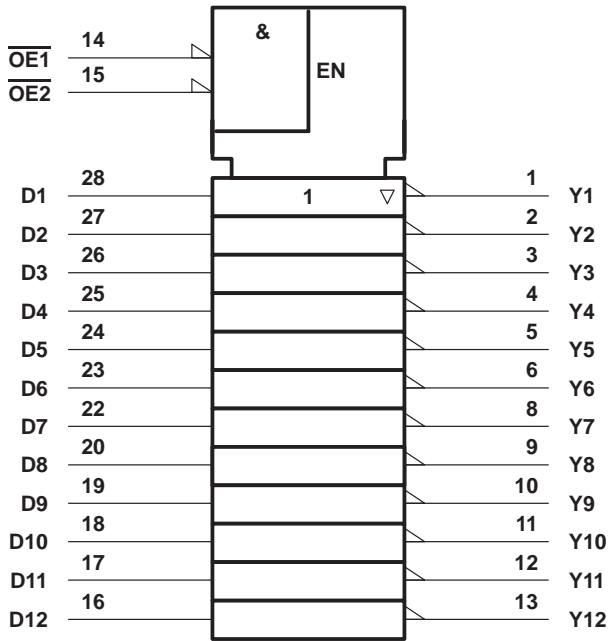 &
OE1 14
EN
OE2 15
D1 28 1 ▽ 1 Y1
D2 27 2 Y2
D3 26 3 Y3
D4 25 4 Y4
D5 24 5 Y5
D6 23 6 Y6
D7 22 8 Y7
D8 20 9 Y8
D9 19 10 Y9
D10 18 11 Y10
D11 17 12 Y11
D12 16 13 Y12